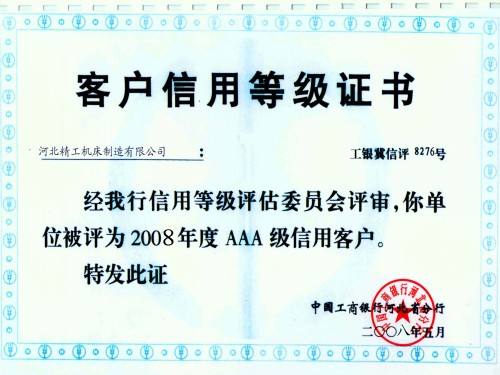 客户信用等级证书
河北精工机床制造有限公司 : 工银冀信评 8276号
经我行信用等级评估委员会评审,你单
位被评为2008年度 AAA 级信用客户。
特发此证
中国工商银行河北省分行
二〇〇八年五月